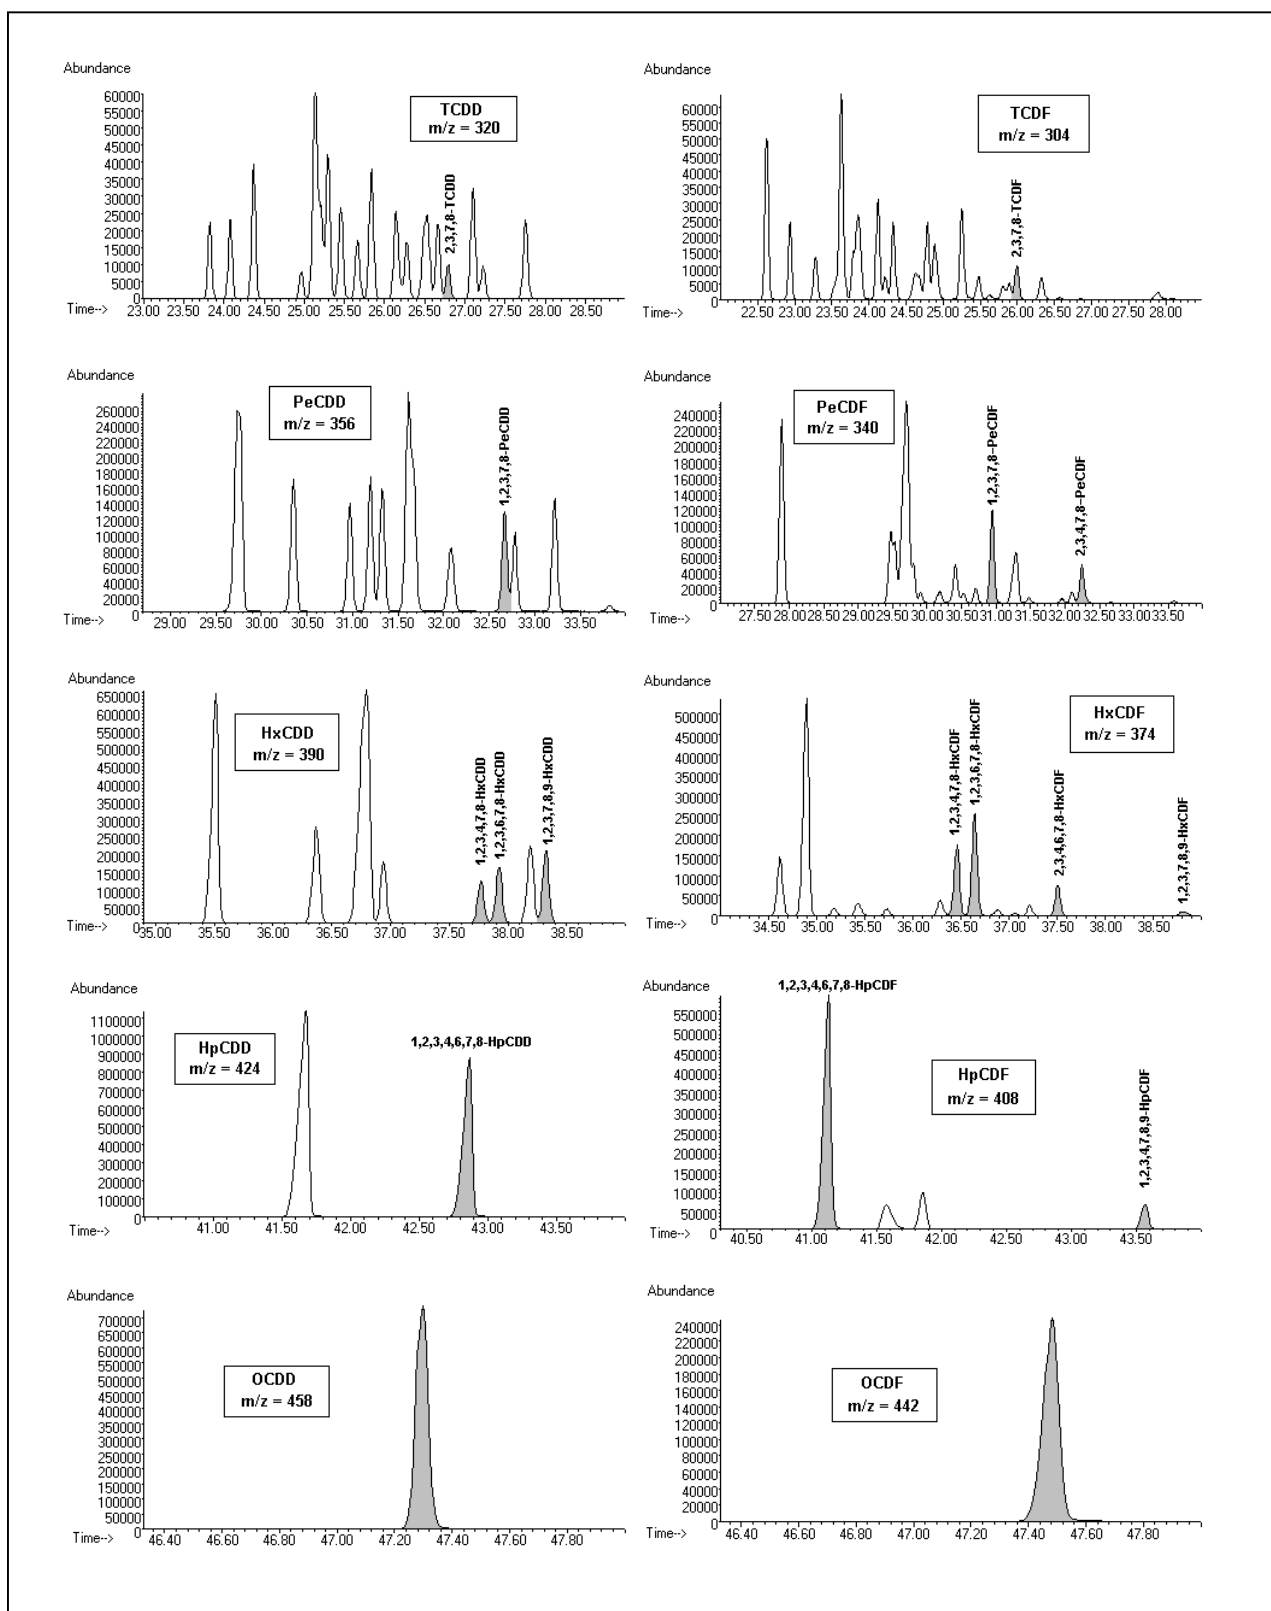 Abundance
60000
55000
50000
45000
40000
35000
30000
25000
20000
15000
10000
5000
0
Time-->
TCDD
m/z = 320
2,3,7,8-TCDD
23.00 23.50 24.00 24.50 25.00 25.50 26.00 26.50 27.00 27.50 28.00 28.50
Abundance
60000
55000
50000
45000
40000
35000
30000
25000
20000
15000
10000
5000
0
Time-->
TCDF
m/z = 304
2,3,7,8-TCDF
22.50 23.00 23.50 24.00 24.50 25.00 25.50 26.00 26.50 27.00 27.50 28.00
Abundance
260000
240000
220000
200000
180000
160000
140000
120000
100000
80000
60000
40000
20000
0
Time-->
PeCDD
m/z = 356
1,2,3,7,8-PeCDD
29.00 29.50 30.00 30.50 31.00 31.50 32.00 32.50 33.00 33.50
Abundance
240000
220000
200000
180000
160000
140000
120000
100000
80000
60000
40000
20000
0
Time-->
PeCDF
m/z = 340
1,2,3,7,8-PeCDF
2,3,4,7,8-PeCDF
27.50 28.00 28.50 29.00 29.50 30.00 30.50 31.00 31.50 32.00 32.50 33.00 33.50
Abundance
650000
600000
550000
500000
450000
400000
350000
300000
250000
200000
150000
100000
50000
0
Time-->
HxCDD
m/z = 390
1,2,3,4,7,8-HxCDD
1,2,3,6,7,8-HxCDD
1,2,3,7,8,9-HxCDD
35.00 35.50 36.00 36.50 37.00 37.50 38.00 38.50
Abundance
500000
450000
400000
350000
300000
250000
200000
150000
100000
50000
0
Time-->
HxCDF
m/z = 374
1,2,3,4,7,8-HxCDF
1,2,3,6,7,8-HxCDF
2,3,4,6,7,8-HxCDF
1,2,3,7,8,9-HxCDF
34.50 35.00 35.50 36.00 36.50 37.00 37.50 38.00 38.50
Abundance
1100000
1000000
900000
800000
700000
600000
500000
400000
300000
200000
100000
0
Time-->
HpCDD
m/z = 424
1,2,3,4,6,7,8-HpCDD
41.00 41.50 42.00 42.50 43.00 43.50
Abundance
550000
500000
450000
400000
350000
300000
250000
200000
150000
100000
50000
0
Time-->
1,2,3,4,6,7,8-HpCDF
HpCDF
m/z = 408
1,2,3,4,7,8,9-HpCDF
40.50 41.00 41.50 42.00 42.50 43.00 43.50
Abundance
700000
650000
600000
550000
500000
450000
400000
350000
300000
250000
200000
150000
100000
50000
0
Time-->
OCDD
m/z = 458
46.40 46.60 46.80 47.00 47.20 47.40 47.60 47.80
Abundance
240000
220000
200000
180000
160000
140000
120000
100000
80000
60000
40000
20000
0
Time-->
OCDF
m/z = 442
46.40 46.60 46.80 47.00 47.20 47.40 47.60 47.80